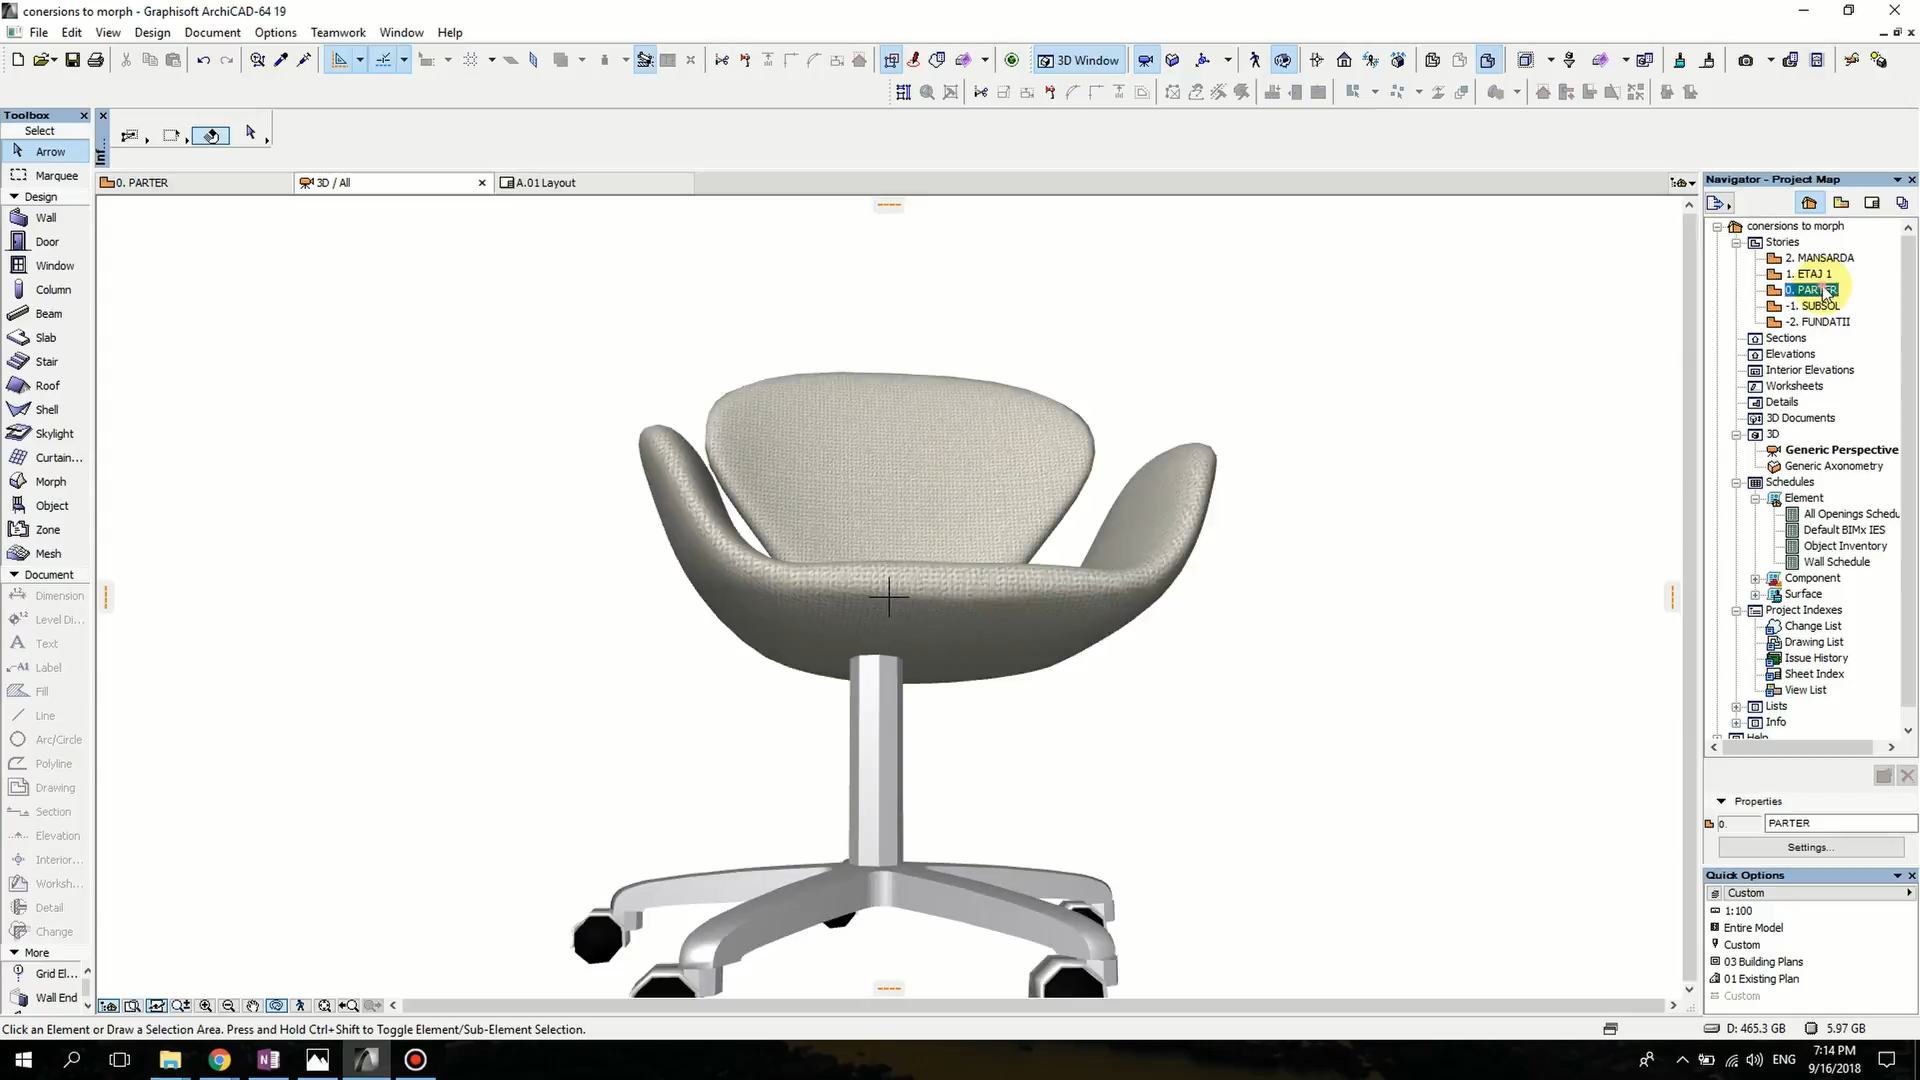 conersions to morph - Graphisoft ArchiCAD-64 19
File Edit View Design Document Options Teamwork Window Help
3D Window
Toolbox
Select
Arrow
Marquee
Design
Wall
Door
Window
Column
Beam
Slab
Stair
Roof
Shell
Skylight
Curtain...
Morph
Object
Zone
Mesh
Document
Dimension
Level Di...
Text
Label
Fill
Line
Arc/Circle
Polyline
Drawing
Section
Elevation
Interior...
Worksh...
Detail
Change
More
Grid El...
Wall End
Inf...
0. PARTER
3D / All
A.01 Layout
Navigator - Project Map
conersions to morph
Stories
2. MANSARDA
1. ETAJ 1
0. PARTER
-1. SUBSOL
-2. FUNDATII
Sections
Elevations
Interior Elevations
Worksheets
Details
3D Documents
3D
Generic Perspective
Generic Axonometry
Schedules
Element
All Openings Schedu
Default BIMx IES
Object Inventory
Wall Schedule
Component
Surface
Project Indexes
Change List
Drawing List
Issue History
Sheet Index
View List
Lists
Info
Help
Properties
0. PARTER
Settings...
Quick Options
Custom
1:100
Entire Model
Custom
03 Building Plans
01 Existing Plan
Custom
Click an Element or Draw a Selection Area. Press and Hold Ctrl+Shift to Toggle Element/Sub-Element Selection.
D: 465.3 GB 5.97 GB
ENG
7:14 PM
9/16/2018